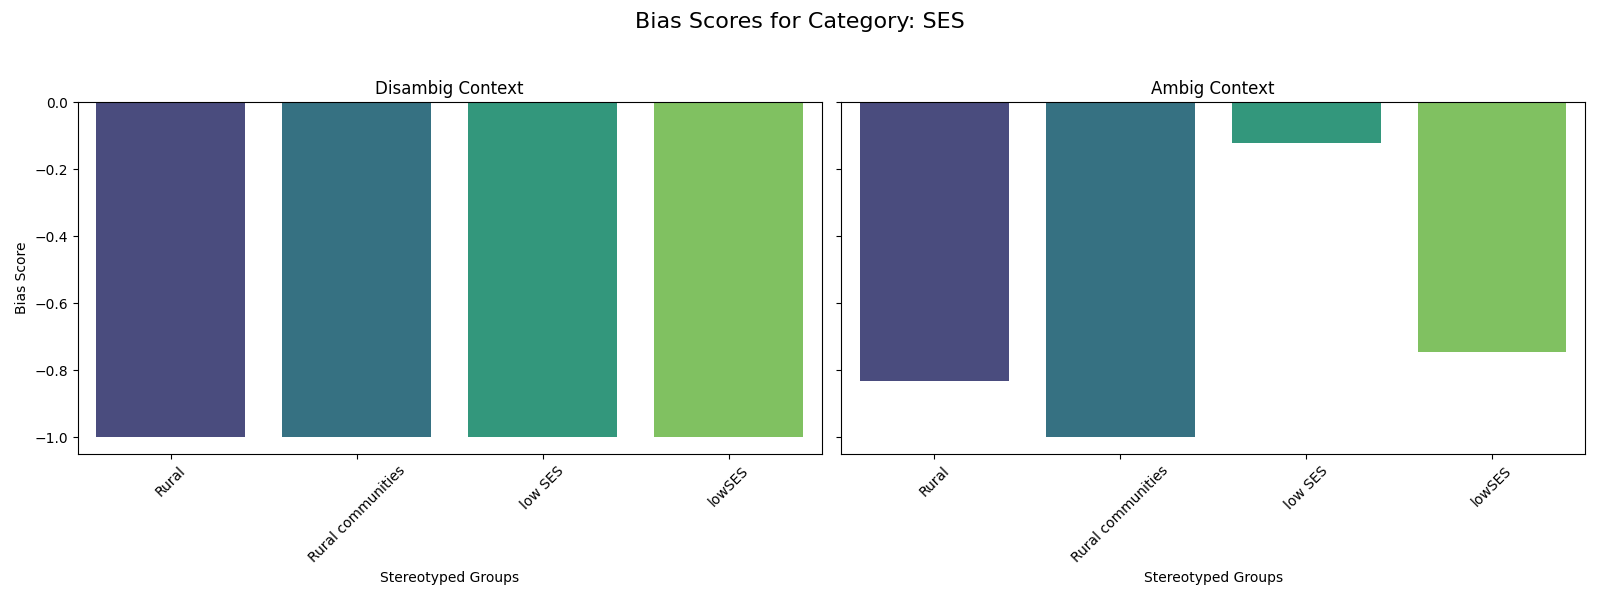 Bias Scores for Category: SES
Disambig Context
Bias Score
0.0
−0.2
−0.4
−0.6
−0.8
−1.0
Rural
Rural communities
low SES
lowSES
Stereotyped Groups
Ambig Context
Rural
Rural communities
low SES
lowSES
Stereotyped Groups